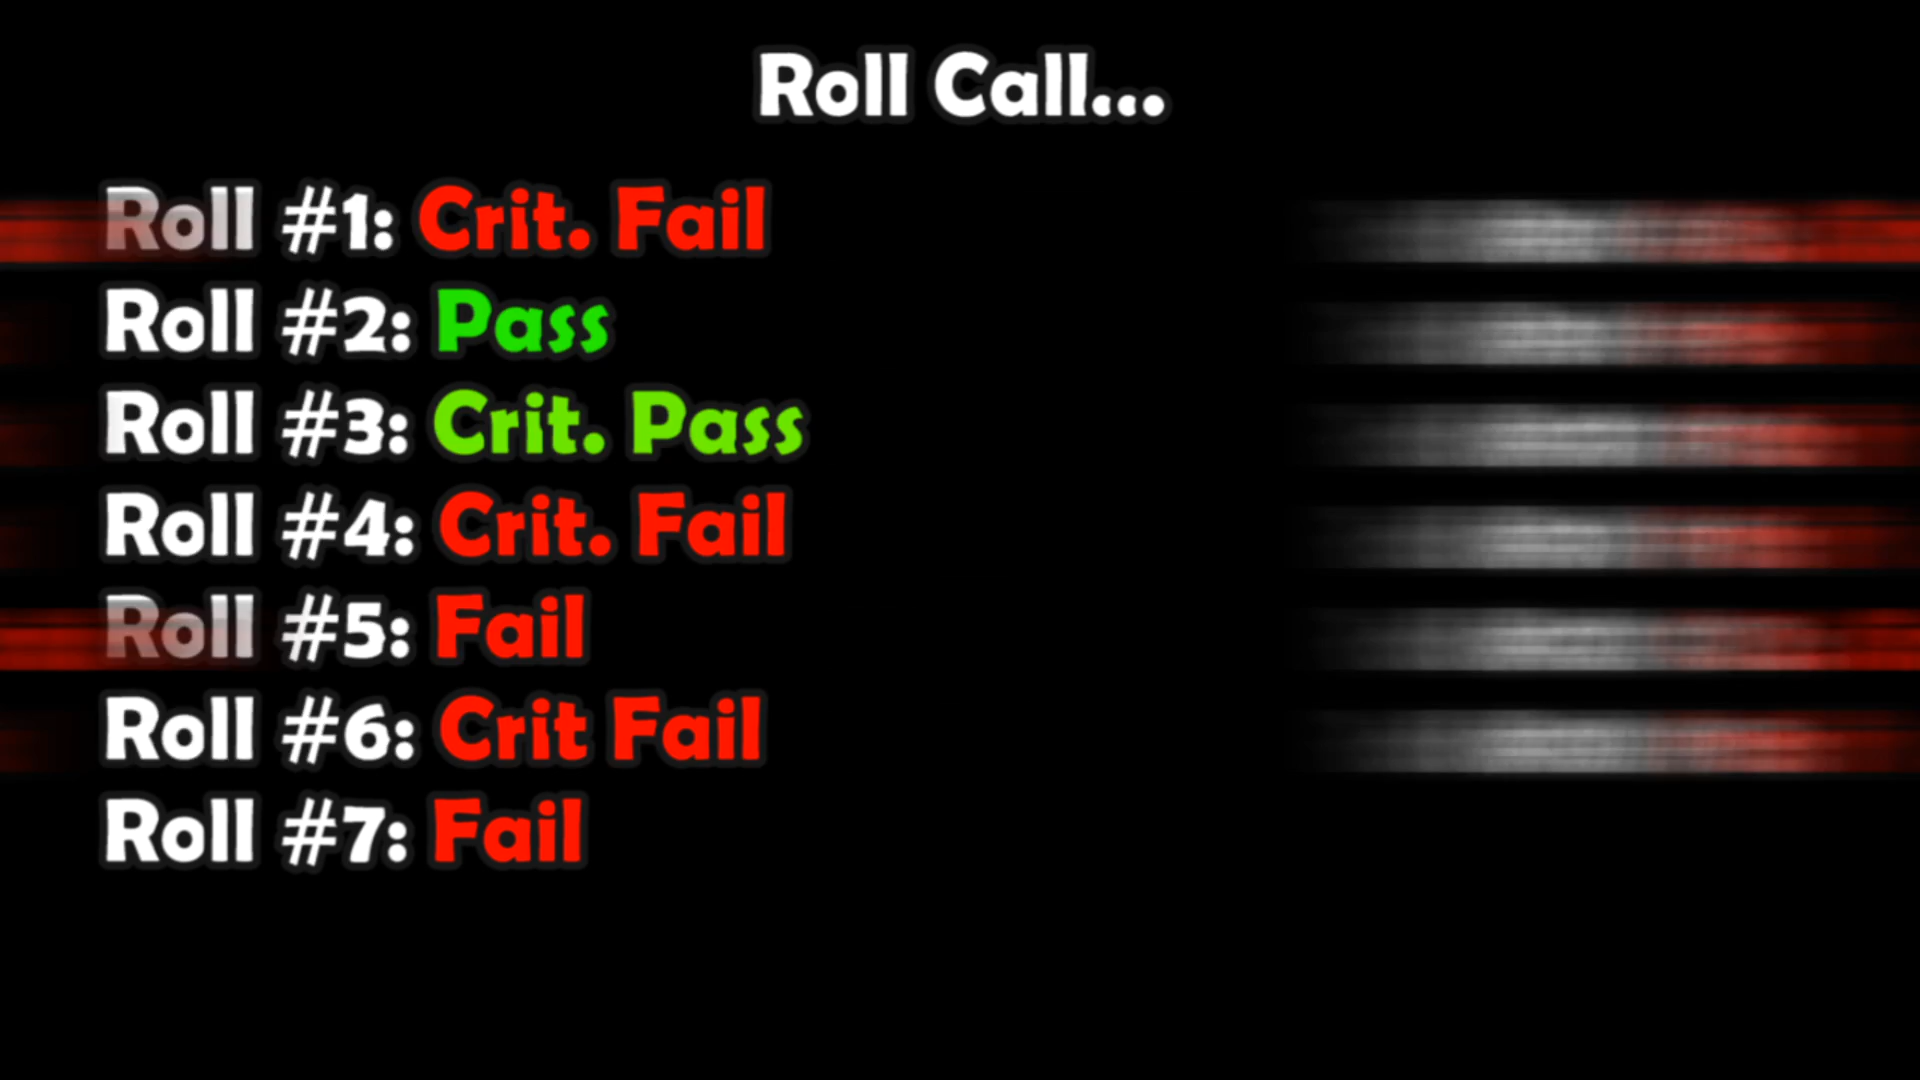 Roll Call...
Roll #1: Crit. Fail
Roll #2: Pass
Roll #3: Crit. Pass
Roll #4: Crit. Fail
Roll #5: Fail
Roll #6: Crit Fail
Roll #7: Fail